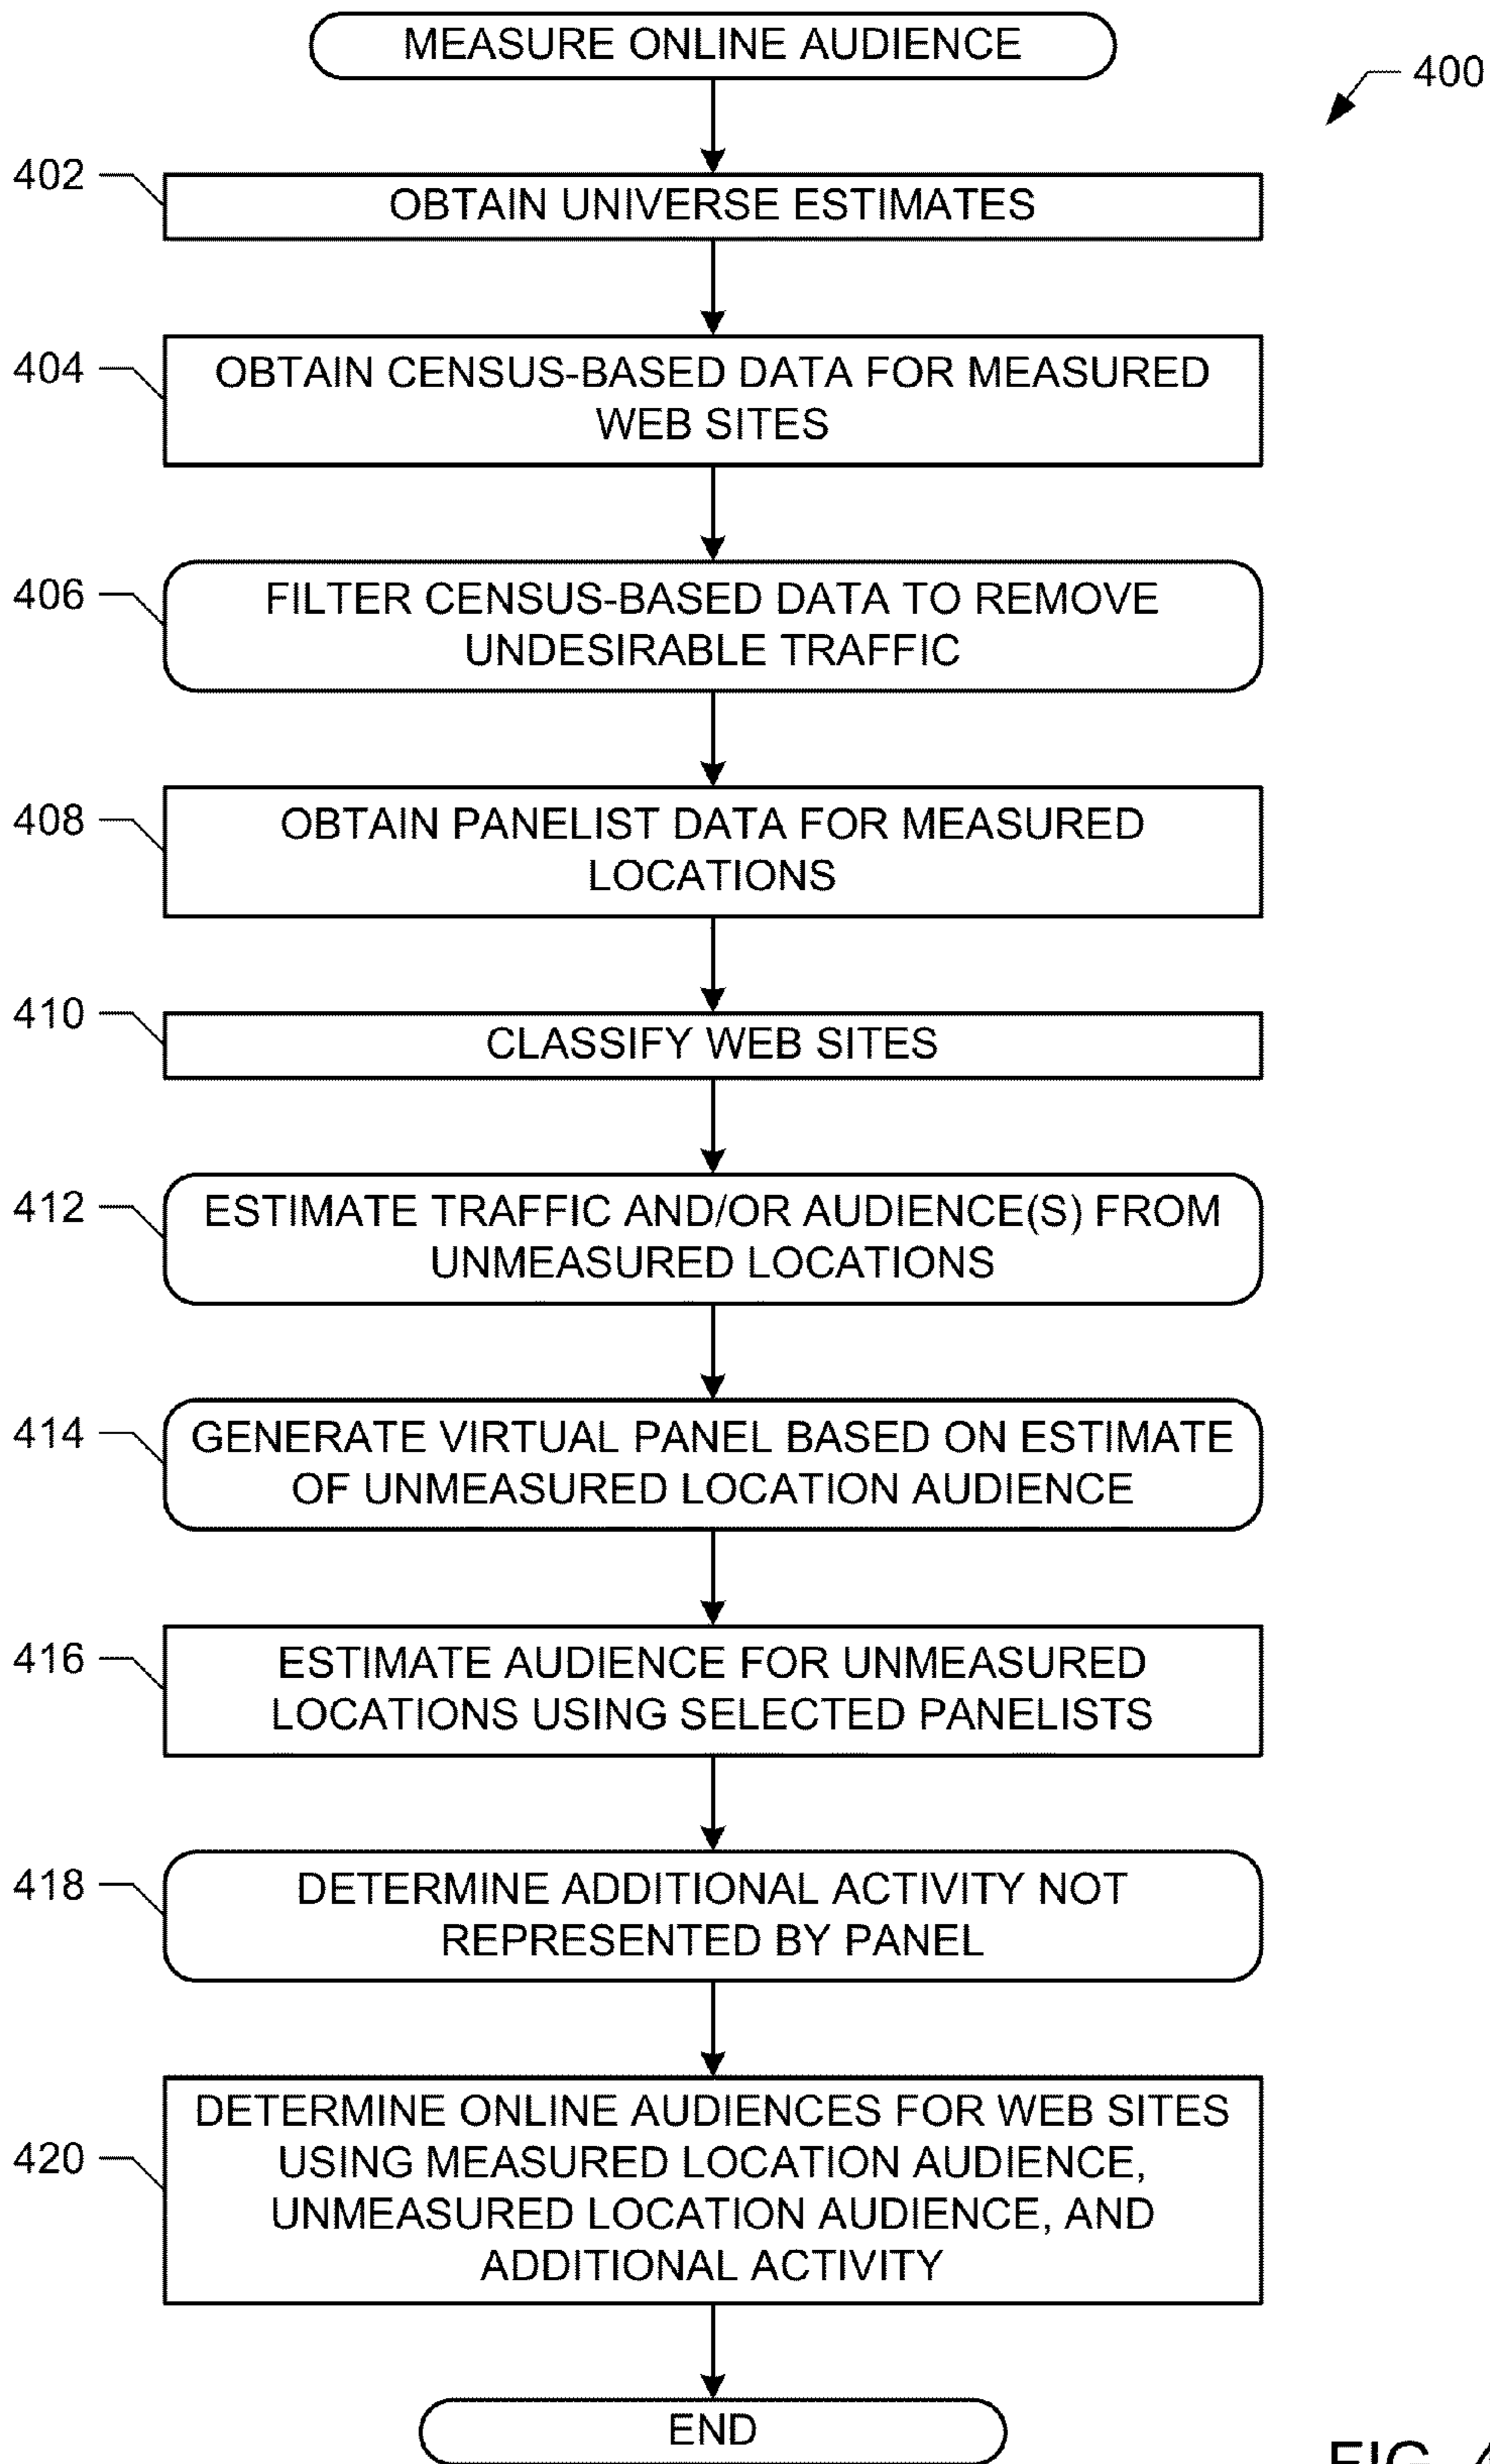 MEASURE ONLINE AUDIENCE
400
402
OBTAIN UNIVERSE ESTIMATES
404
OBTAIN CENSUS-BASED DATA FOR MEASURED
WEB SITES
406
FILTER CENSUS-BASED DATA TO REMOVE
UNDESIRABLE TRAFFIC
408
OBTAIN PANELIST DATA FOR MEASURED
LOCATIONS
410
CLASSIFY WEB SITES
412
ESTIMATE TRAFFIC AND/OR AUDIENCE(S) FROM
UNMEASURED LOCATIONS
414
GENERATE VIRTUAL PANEL BASED ON ESTIMATE
OF UNMEASURED LOCATION AUDIENCE
416
ESTIMATE AUDIENCE FOR UNMEASURED
LOCATIONS USING SELECTED PANELISTS
418
DETERMINE ADDITIONAL ACTIVITY NOT
REPRESENTED BY PANEL
420
DETERMINE ONLINE AUDIENCES FOR WEB SITES
USING MEASURED LOCATION AUDIENCE,
UNMEASURED LOCATION AUDIENCE, AND
ADDITIONAL ACTIVITY
END
FIG. 4